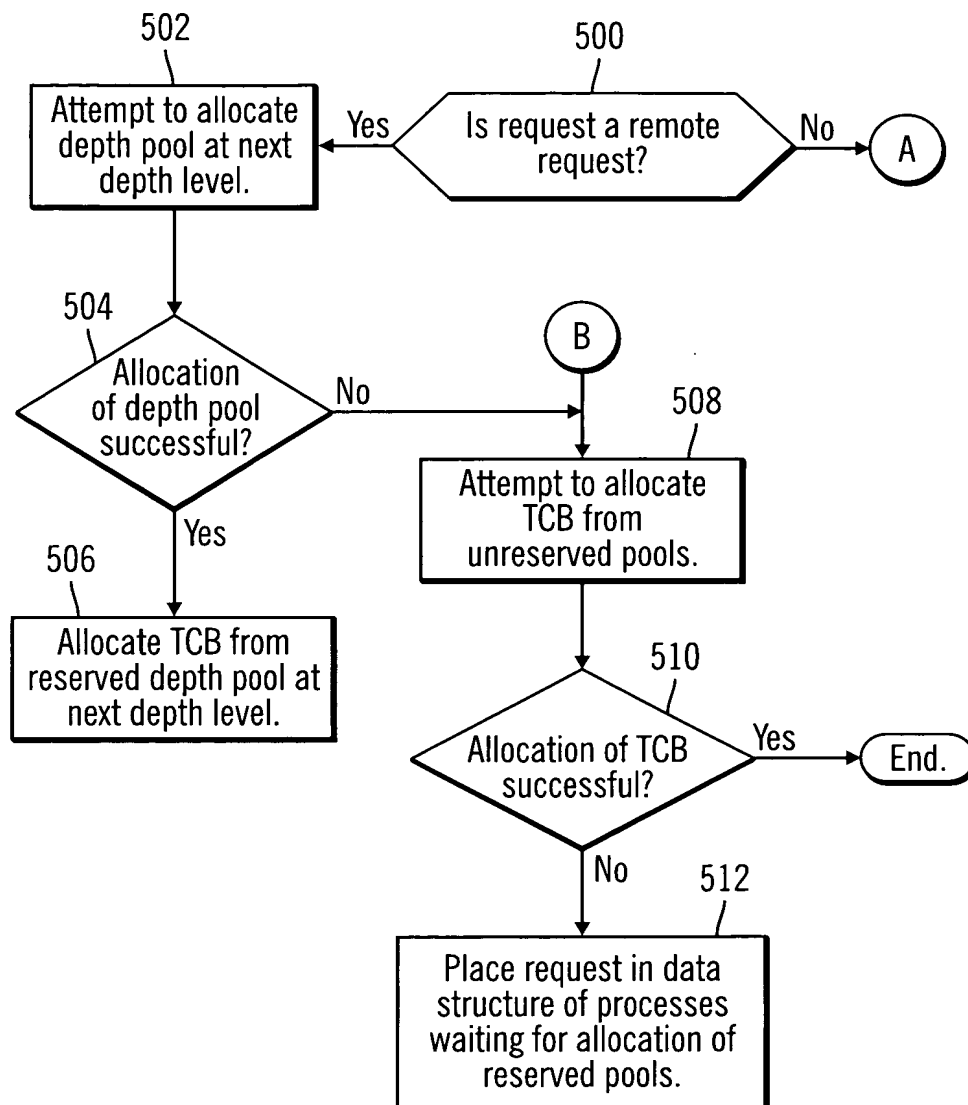 502
500
Attempt to allocate
depth pool at next
depth level.
Yes
Is request a remote
request?
No
A
504
Allocation
of depth pool
successful?
No
B
508
Yes
Attempt to allocate
TCB from
unreserved pools.
506
Allocate TCB from
reserved depth pool at
next depth level.
510
Allocation of TCB
successful?
Yes
End.
No
512
Place request in data
structure of processes
waiting for allocation of
reserved pools.